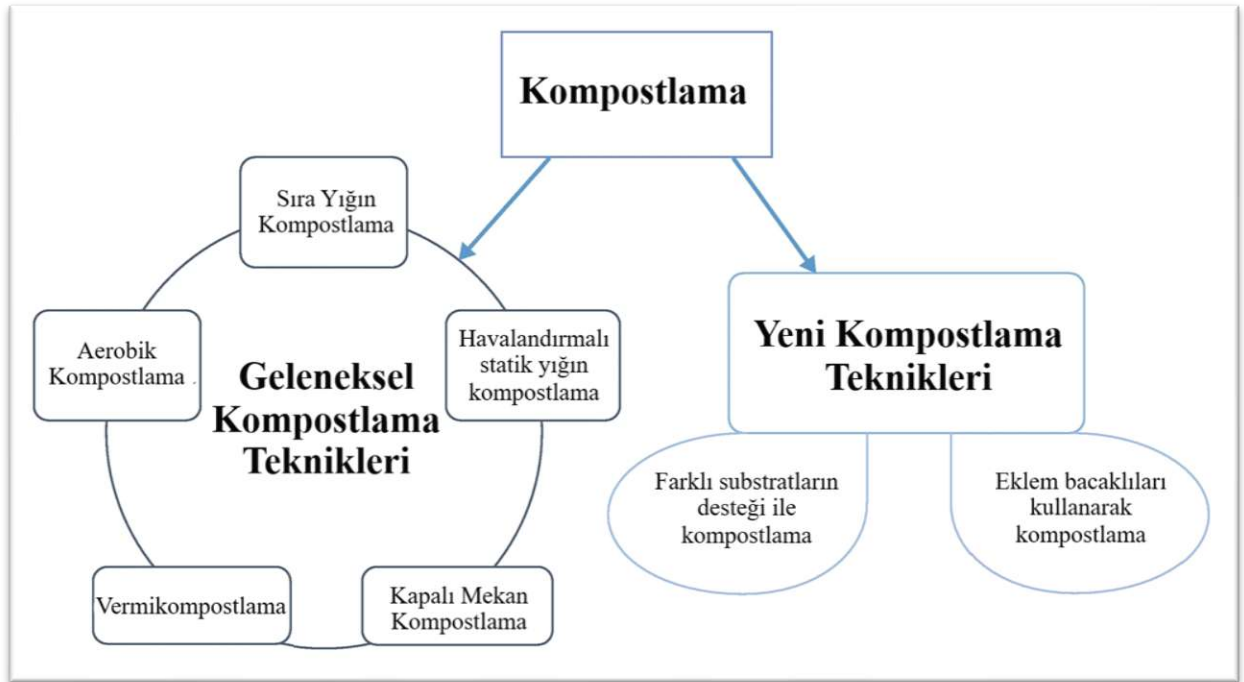 Kompostlama
Sıra Yığın
Kompostlama
Havalandırmalı
statik yığın
kompostlama
Kapalı Mekan
Kompostlama
Vermikompostlama
Aerobik
Kompostlama .
Geleneksel
Kompostlama
Teknikleri
Yeni Kompostlama
Teknikleri
Farklı substratların
desteği ile
kompostlama
Eklem bacaklıları
kullanarak
kompostlama